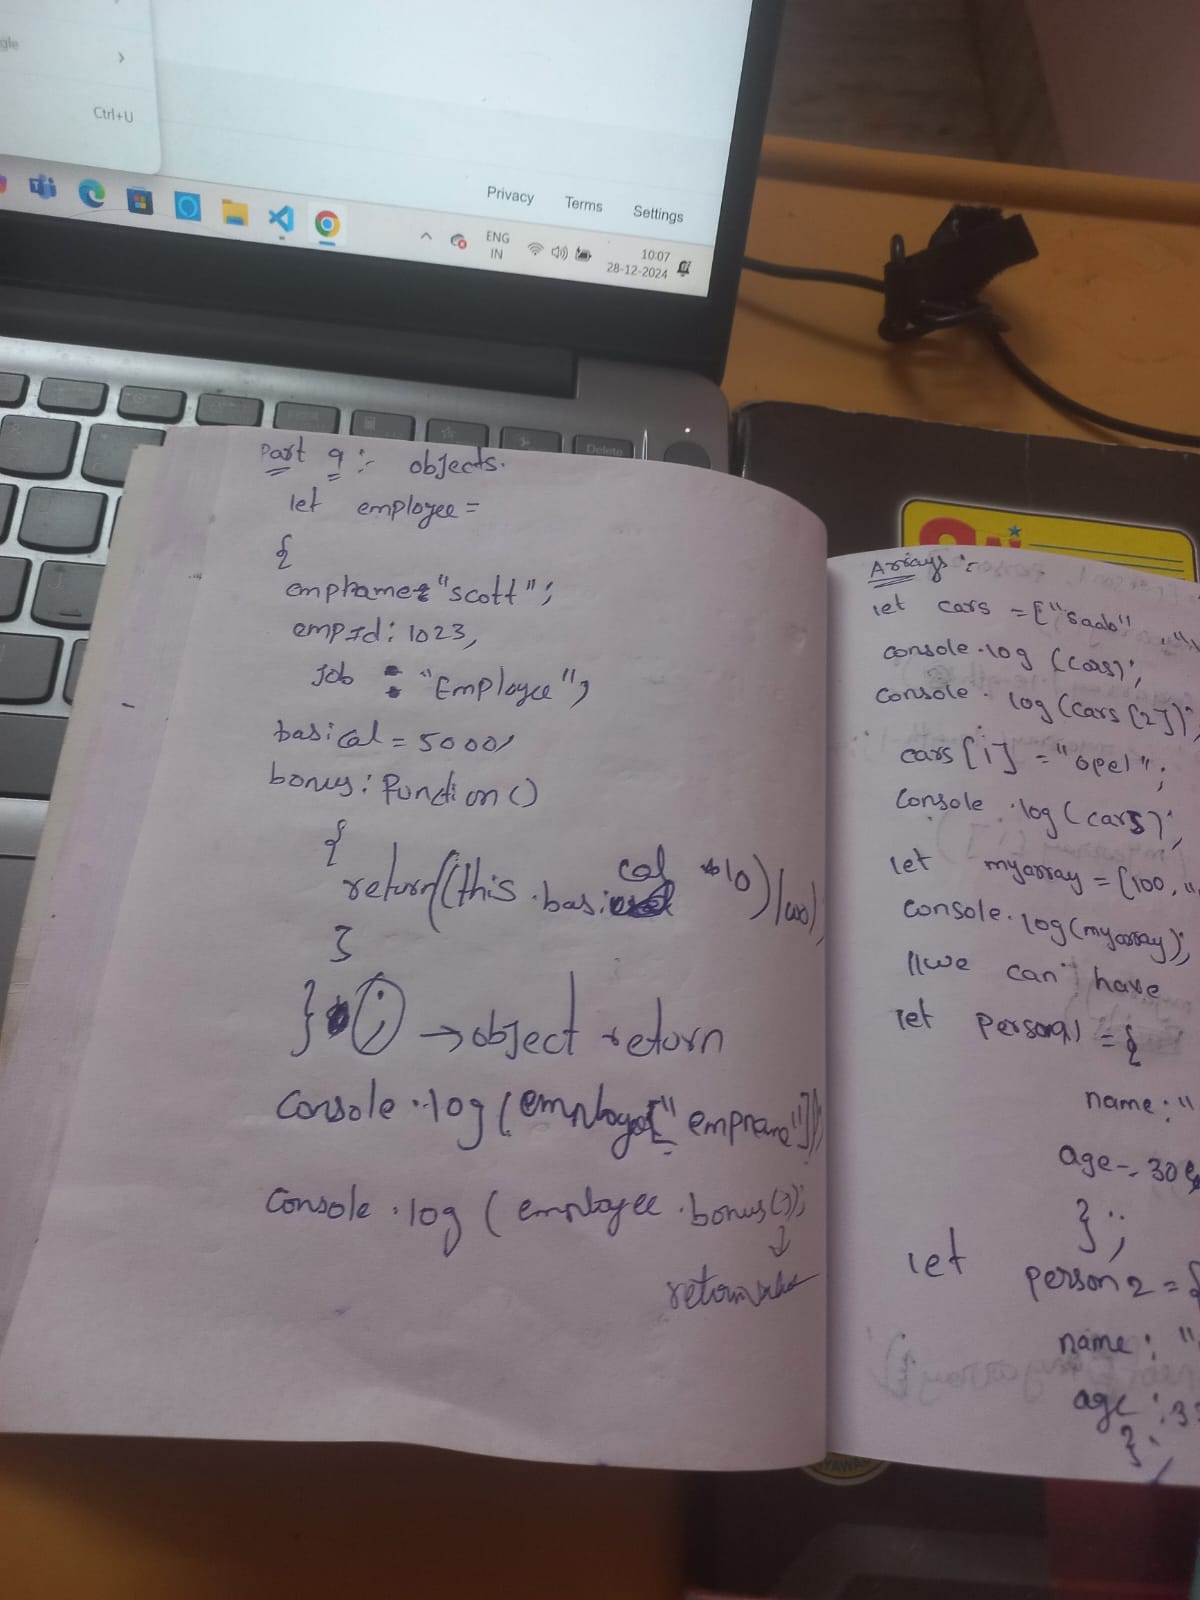 gle
Ctrl+U
Privacy Terms Settings
ENG
IN
10:07
28-12-2024
Delete
Part 9 :- objects.
let employee =
{
empname: "scott";
empId: 1023,
Job : "Employee",
basical = 5000,
bonus: function()
{
return((this.basical *10)/100);
}
}; → object return
console.log(employee["empname"]);
console.log(employee.bonus());
↓
return value
Arrays :-
let cars = ["saab"
console.log(cars);
console.log(cars[2]);
cars[i] = "opel";
console.log(cars);
let myarray = [100, "
console.log(myarray);
//we can have
let person1 = {
name: "
age: 30
};
let person2 = {
name: "
age: 33
};